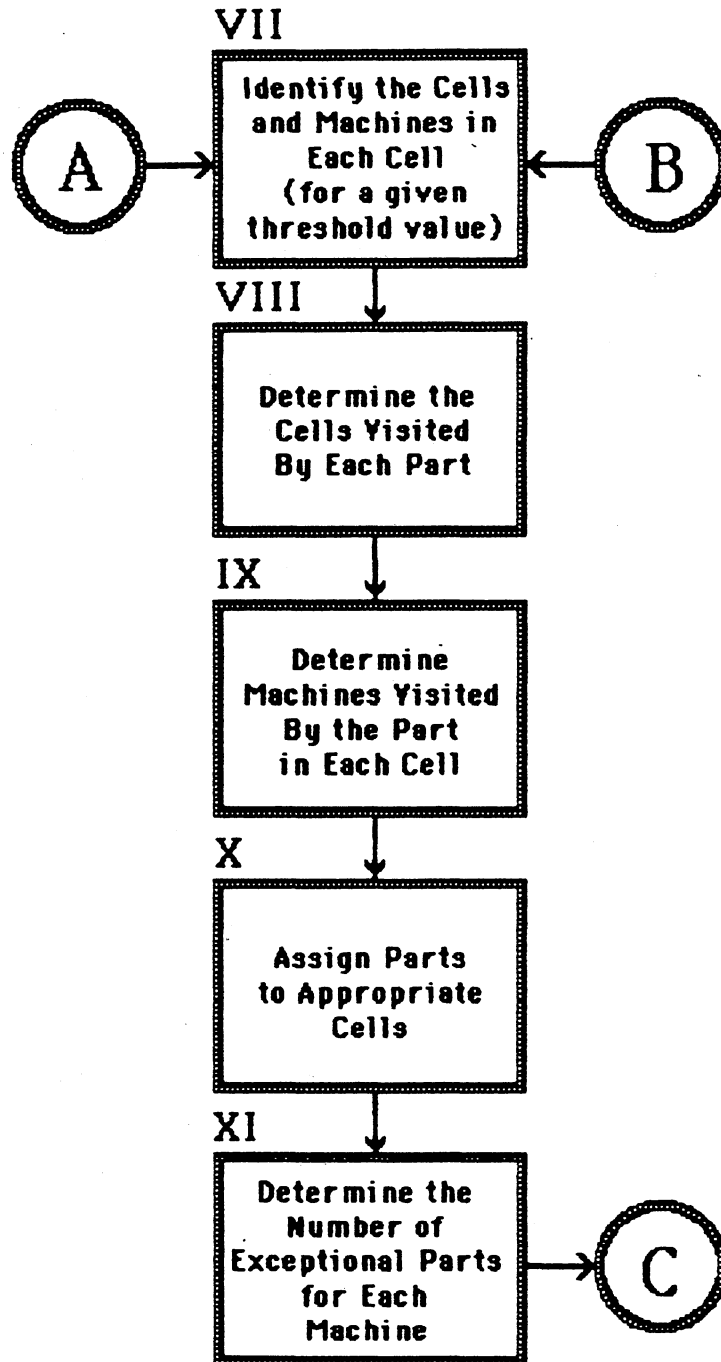 VII
Identify the Cells
and Machines in
Each Cell
(for a given
threshold value)
A
B
VIII
Determine the
Cells Visited
By Each Part
IX
Determine
Machines Visited
By the Part
in Each Cell
X
Assign Parts
to Appropriate
Cells
XI
Determine the
Number of
Exceptional Parts
for Each
Machine
C